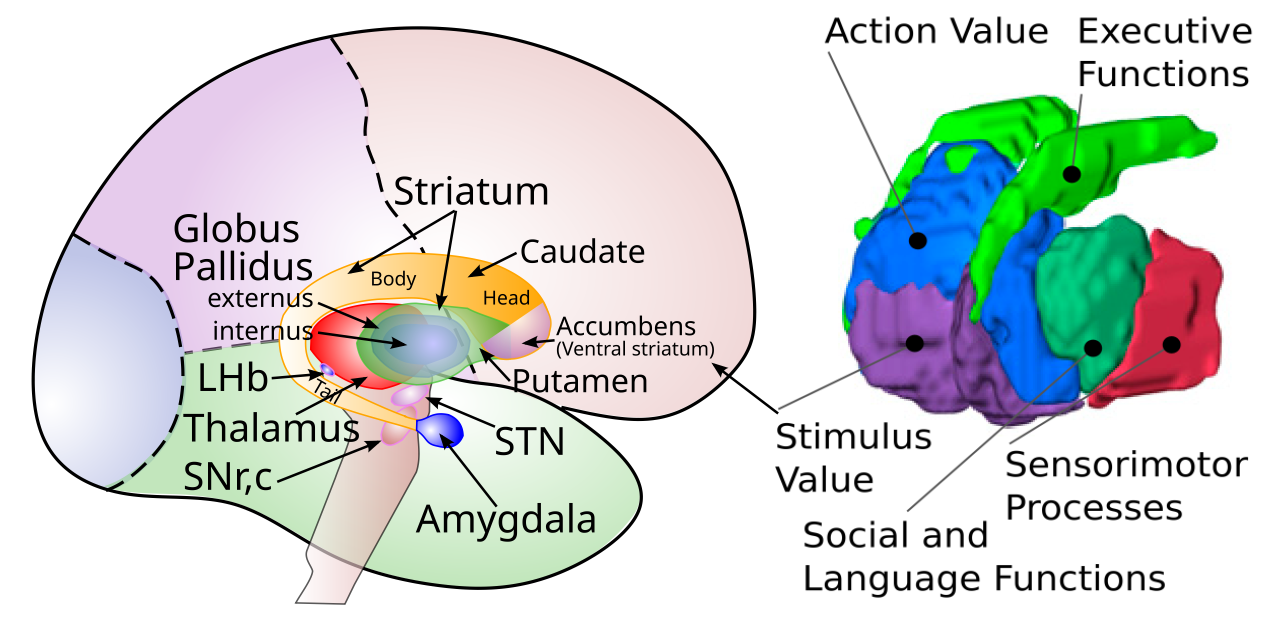 Striatum
Globus
Pallidus
externus
internus
Body
Head
Caudate
Accumbens
(Ventral striatum)
Putamen
LHb
Tail
Thalamus
STN
SNr,c
Amygdala
Action Value
Executive
Functions
Stimulus
Value
Sensorimotor
Processes
Social and
Language Functions